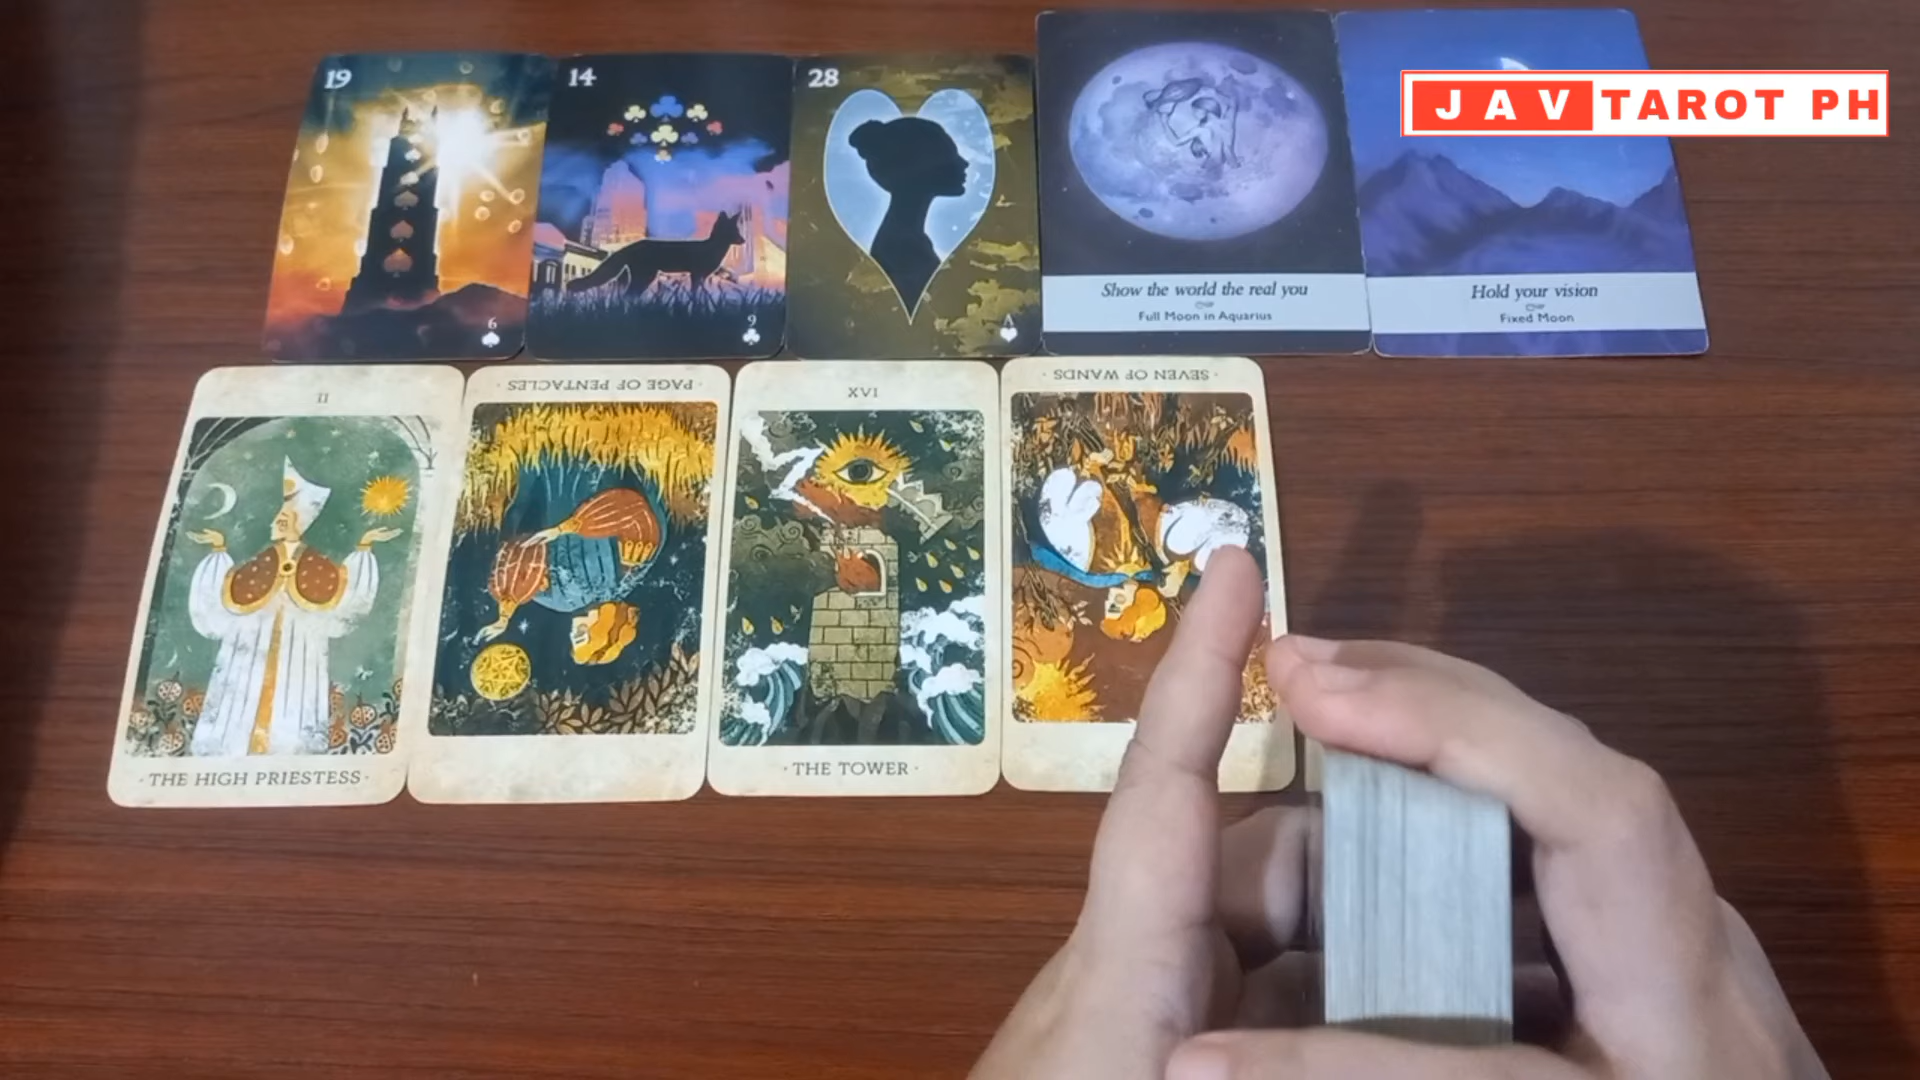 19
6
14
9
28
A
Show the world the real you
Full Moon in Aquarius
Hold your vision
Fixed Moon
JAV TAROT PH
II
THE HIGH PRIESTESS
PAGE OF PENTACLES
XVI
THE TOWER
SEVEN OF WANDS